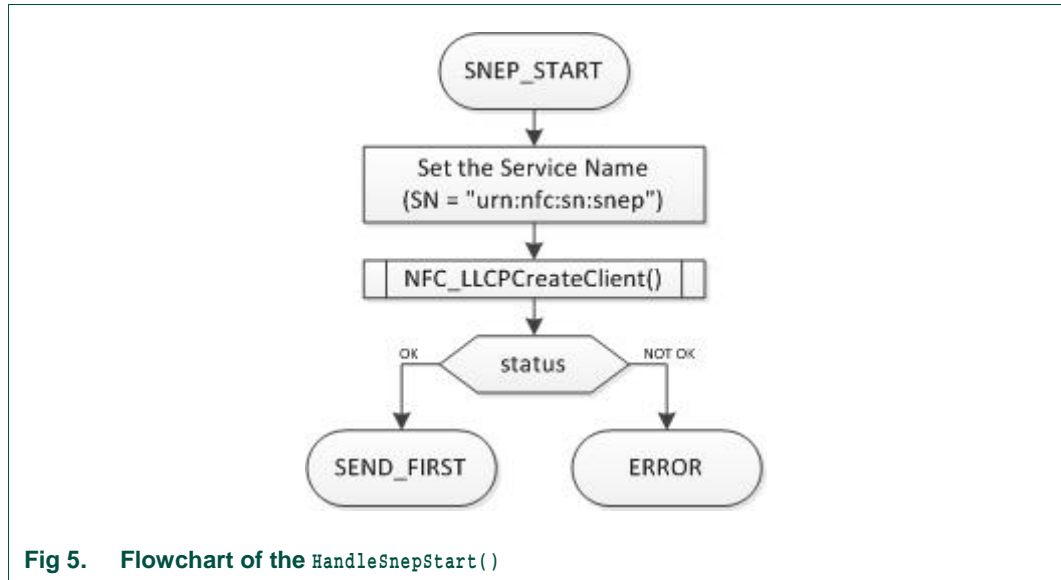 SNEP_START
Set the Service Name
(SN = "urn:nfc:sn:snep")
NFC_LLCPCreateClient()
status
OK
NOT OK
SEND_FIRST
ERROR
Fig 5. Flowchart of the HandleSnepStart()